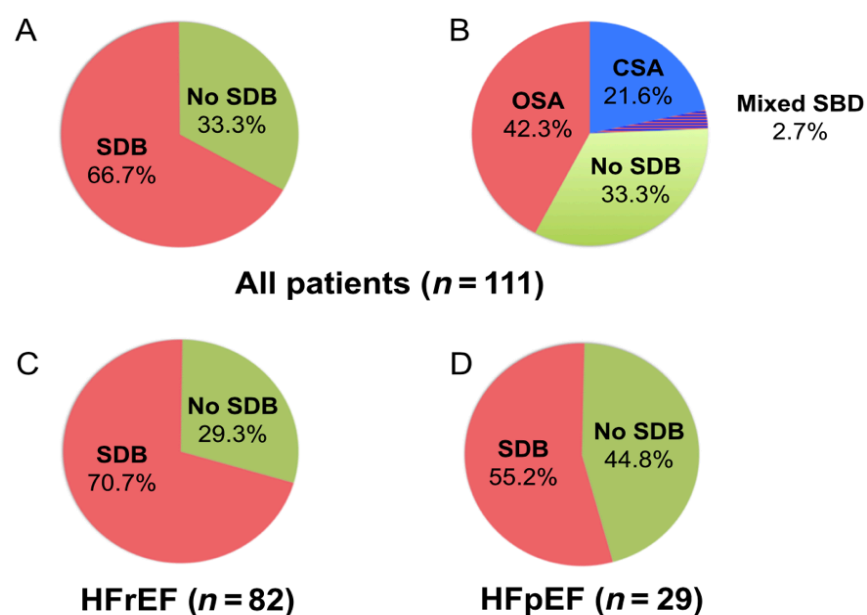 A
No SDB
33.3%
SDB
66.7%
B
CSA
21.6%
OSA
42.3%
Mixed SBD
2.7%
No SDB
33.3%
All patients (n = 111)
C
No SDB
29.3%
SDB
70.7%
HFrEF (n = 82)
D
SDB
55.2%
No SDB
44.8%
HFpEF (n = 29)